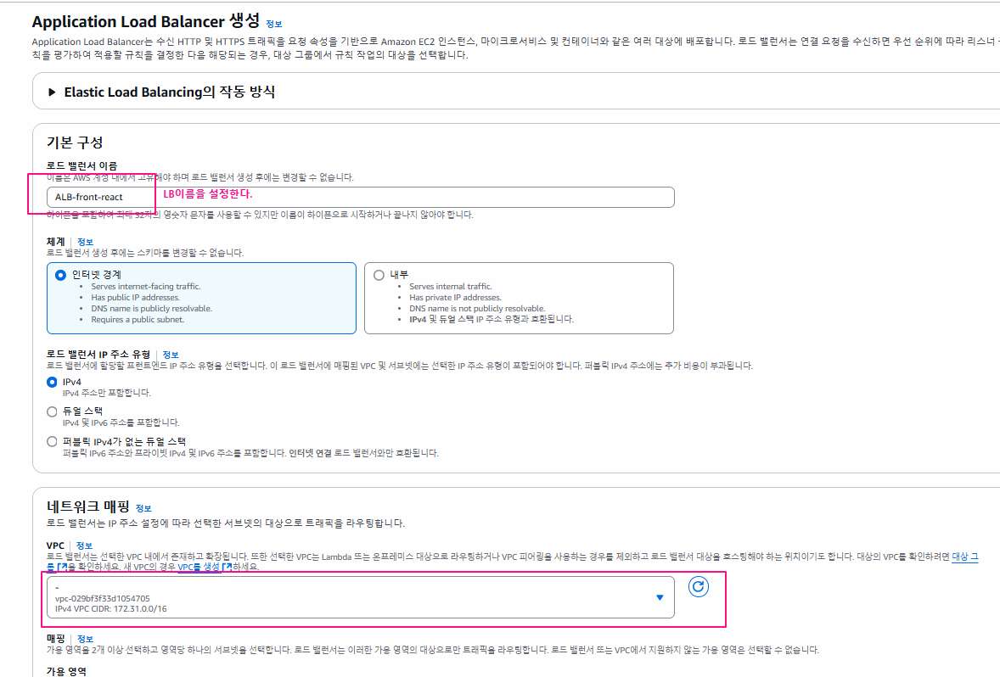 Application Load Balancer 생성 정보
Application Load Balancer는 수신 HTTP 및 HTTPS 트래픽을 요청 속성을 기반으로 Amazon EC2 인스턴스, 마이크로서비스 및 컨테이너와 같은 여러 대상에 배포합니다. 로드 밸런서는 연결 요청을 수신하면 우선 순위에 따라 리스너
칙을 평가하여 적용할 규칙을 결정한 다음 해당되는 경우, 대상 그룹에서 규칙 작업의 대상을 선택합니다.
▶ Elastic Load Balancing의 작동 방식
기본 구성
로드 밸런서 이름
이름은 AWS 계정 내에서 고유해야 하며 로드 밸런서 생성 후에는 변경할 수 없습니다.
ALB-front-react LB이름을 설정한다.
하이픈을 포함하여 최대 32자의 영숫자 문자를 사용할 수 있지만 이름이 하이픈으로 시작하거나 끝나지 않아야 합니다.
체계 정보
로드 밸런서 생성 후에는 스키마를 변경할 수 없습니다.
인터넷 경계
• Serves internet-facing traffic.
• Has public IP addresses.
• DNS name is publicly resolvable.
• Requires a public subnet.
내부
• Serves internal traffic.
• Has private IP addresses.
• DNS name is not publicly resolvable.
• IPv4 및 듀얼 스택 IP 주소 유형과 호환됩니다.
로드 밸런서 IP 주소 유형 정보
로드 밸런서에 할당할 프런트엔드 IP 주소 유형을 선택합니다. 이 로드 밸런서에 매핑된 VPC 및 서브넷에는 선택한 IP 주소 유형이 포함되어야 합니다. 퍼블릭 IPv4 주소에는 추가 비용이 부과됩니다.
IPv4
IPv4 주소만 포함합니다.
듀얼 스택
IPv4 및 IPv6 주소를 포함합니다.
퍼블릭 IPv4가 없는 듀얼 스택
퍼블릭 IPv6 주소와 프라이빗 IPv4 및 IPv6 주소를 포함합니다. 인터넷 연결 로드 밸런서와만 호환됩니다.
네트워크 매핑 정보
로드 밸런서는 IP 주소 설정에 따라 선택한 서브넷의 대상으로 트래픽을 라우팅합니다.
VPC 정보
로드 밸런서는 선택한 VPC 내에서 존재하고 확장됩니다. 또한 선택한 VPC는 Lambda 또는 온프레미스 대상으로 라우팅하거나 VPC 피어링을 사용하는 경우를 제외하고 로드 밸런서 대상을 호스팅해야 하는 위치이기도 합니다. 대상의 VPC를 확인하려면 대상 그
룹을 확인하세요. 새 VPC의 경우 VPC를 생성하세요.
-
vpc-029bf3f33d1054705
IPv4 VPC CIDR: 172.31.0.0/16
매핑 정보
가용 영역을 2개 이상 선택하고 영역당 하나의 서브넷을 선택합니다. 로드 밸런서는 이러한 가용 영역의 대상으로만 트래픽을 라우팅합니다. 로드 밸런서 또는 VPC에서 지원하지 않는 가용 영역은 선택할 수 없습니다.
가용 영역